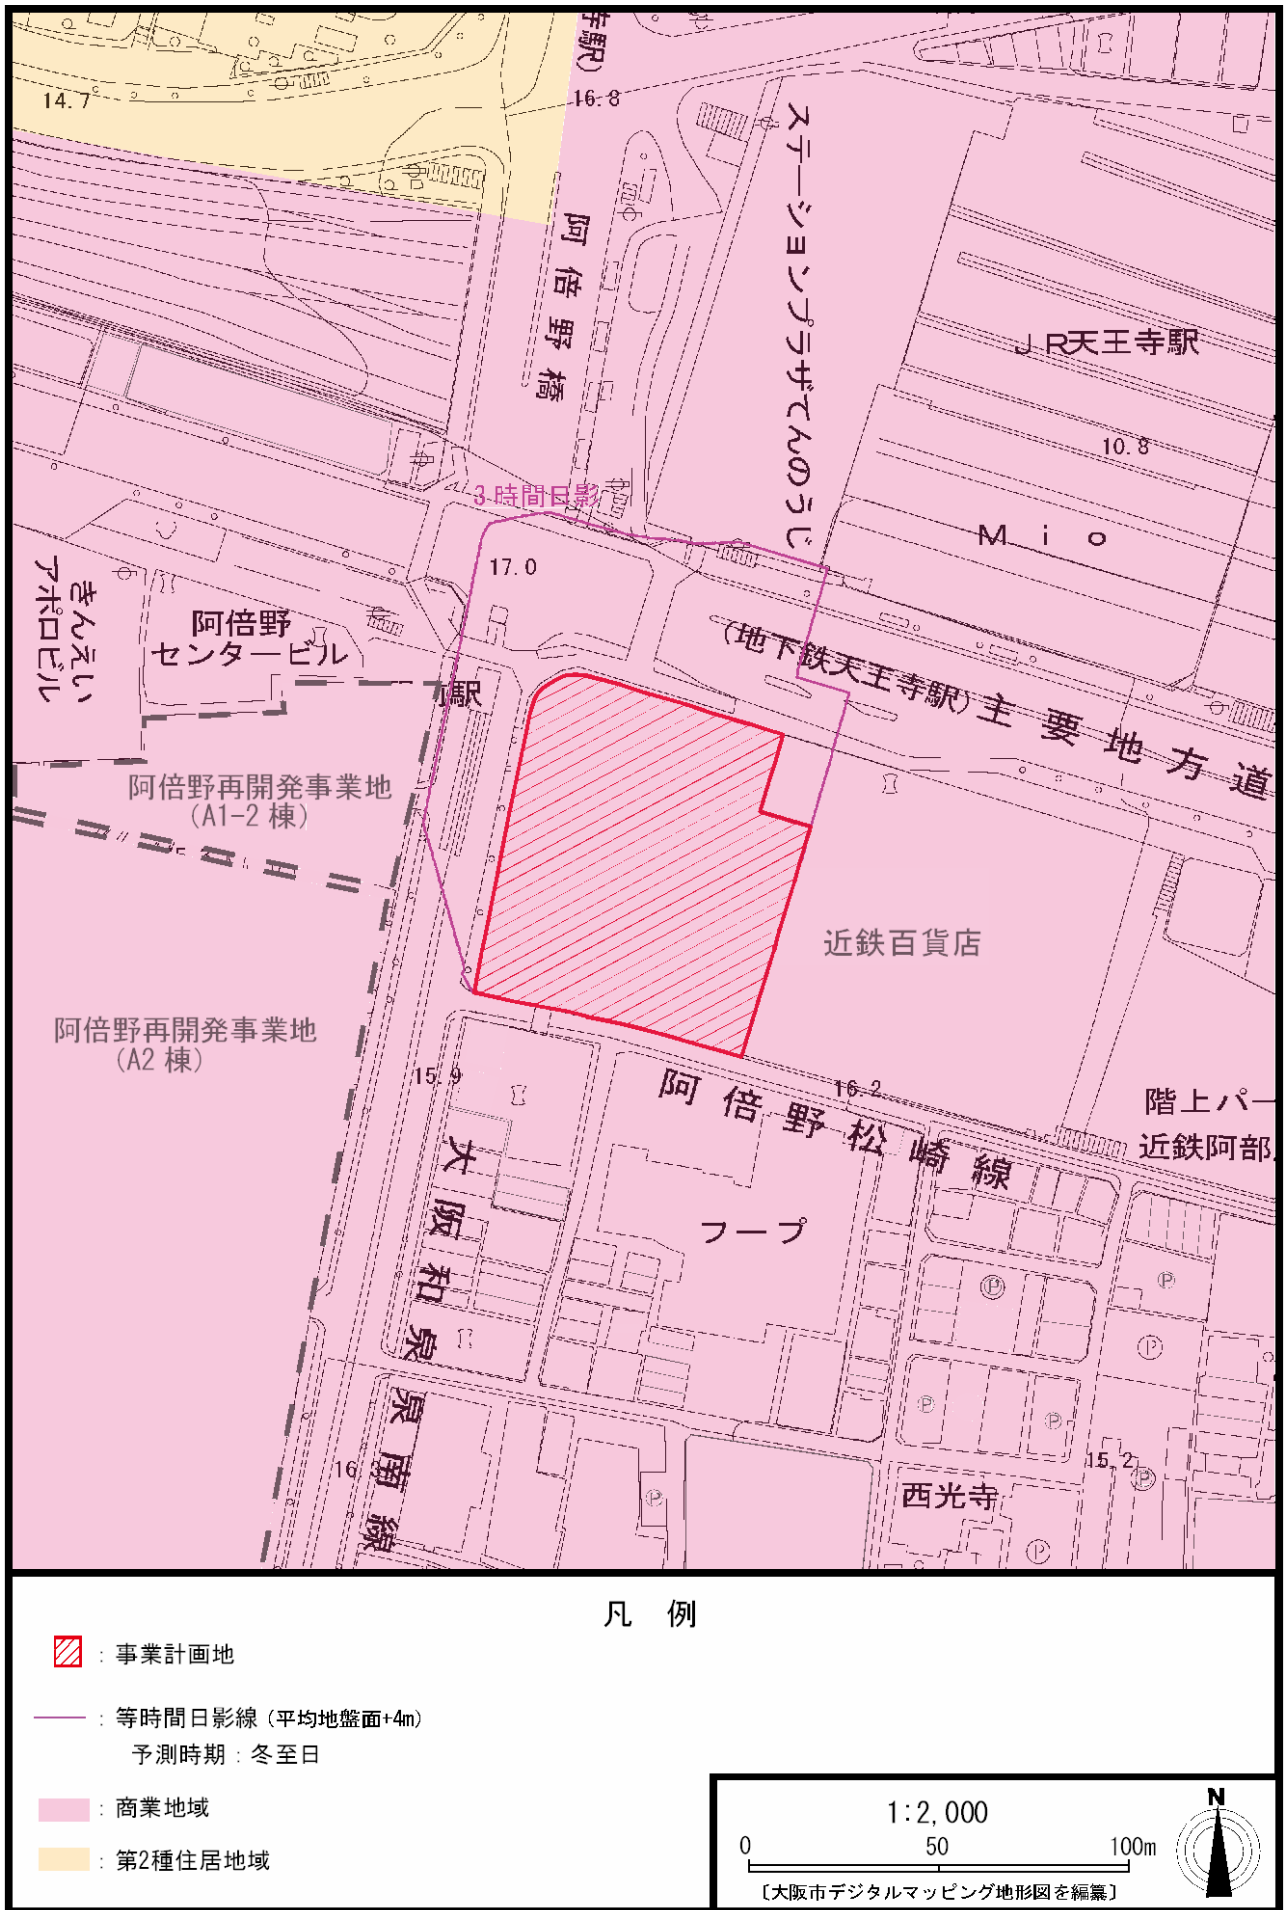 寺駅)
14.7
16.8
ステーションプラザてんのうじ
阿倍野橋
JR天王寺駅
10.8
3時間日影
Mio
17.0
きんえい
アポロビル
阿倍野
センタービル
(地下鉄天王寺駅)
主要地方道
駅
阿倍野再開発事業地
(A1-2棟)
近鉄百貨店
阿倍野再開発事業地
(A2棟)
15.9
16.2
阿倍野松崎線
階上パー
近鉄阿部
大阪和泉
フープ
P
P
P
P
P
泉南線
16.3
15.2
P
西光寺
P
P
凡 例
：事業計画地
：等時間日影線(平均地盤面+4m)
予測時期：冬至日
：商業地域
：第2種住居地域
1:2,000
0 50 100m
〔大阪市デジタルマッピング地形図を編纂〕
N